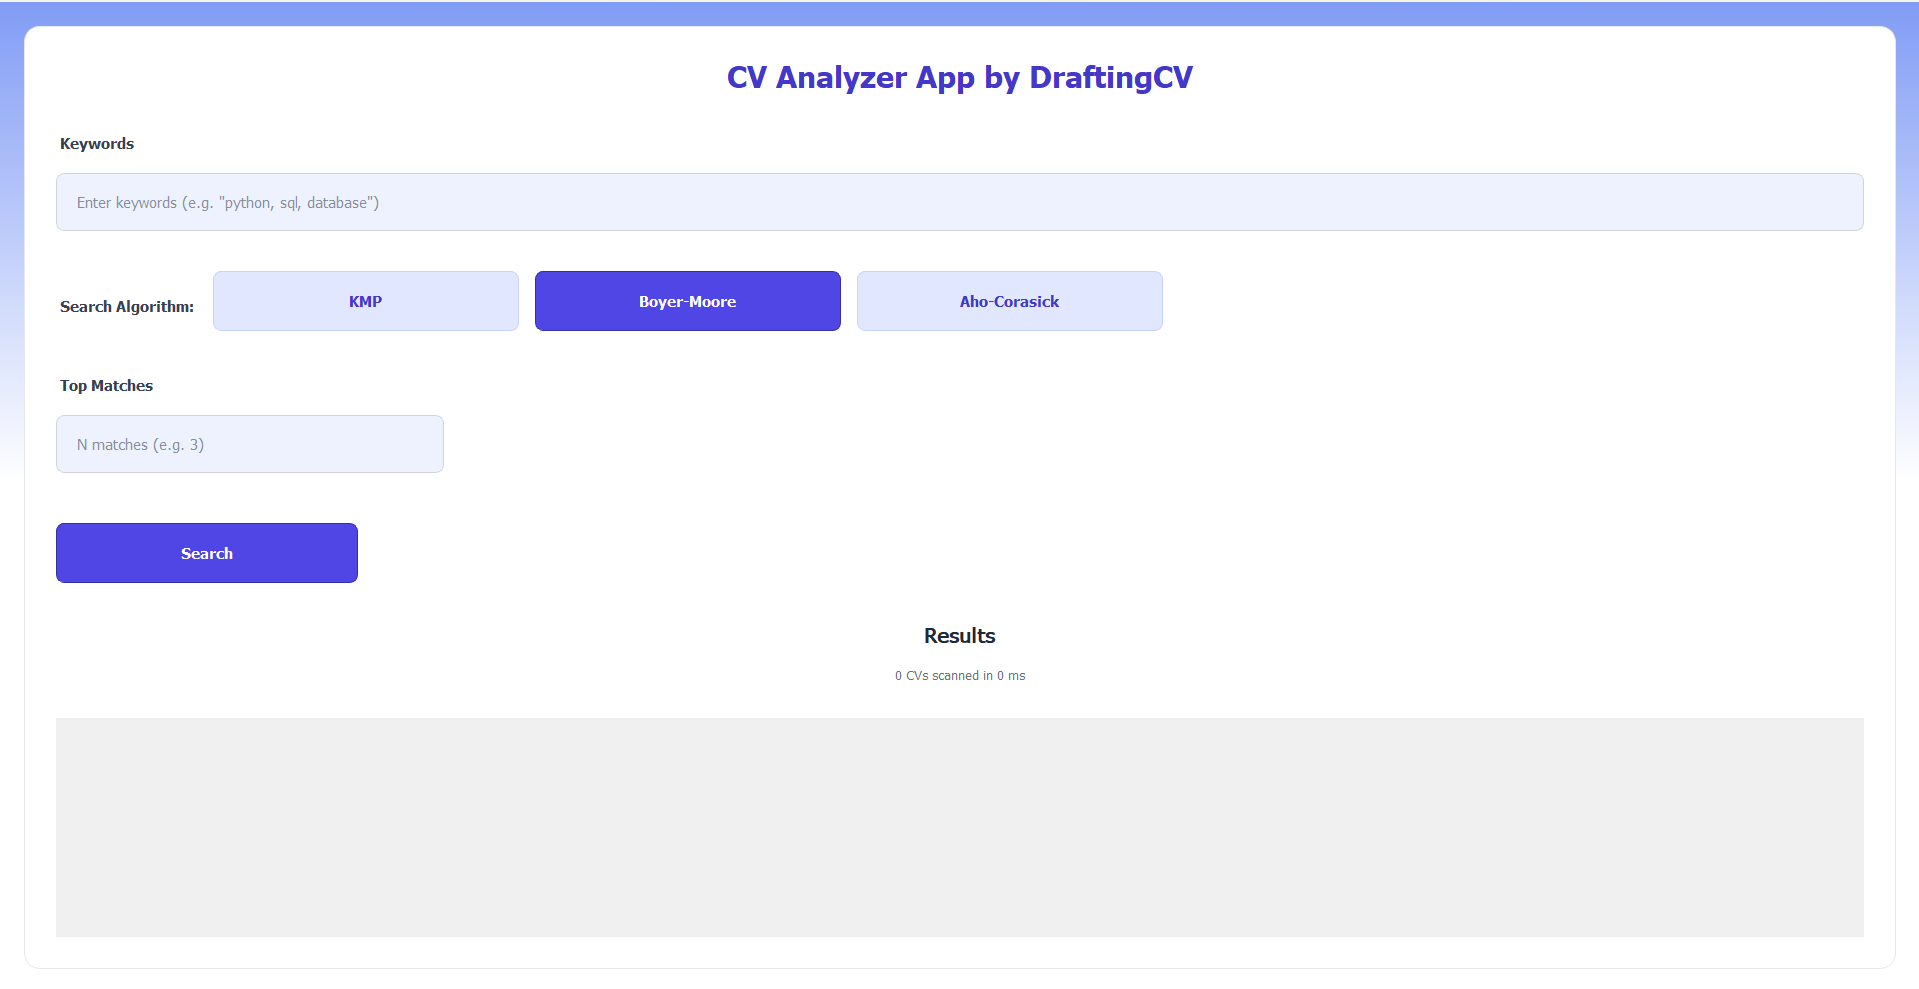 CV Analyzer App by DraftingCV
Keywords
Enter keywords (e.g. "python, sql, database")
Search Algorithm:
KMP
Boyer-Moore
Aho-Corasick
Top Matches
N matches (e.g. 3)
Search
Results
0 CVs scanned in 0 ms